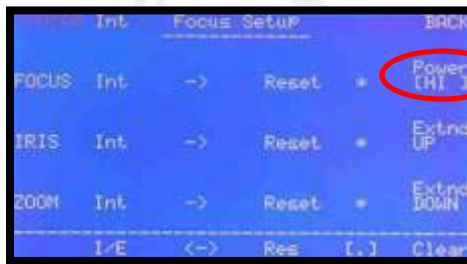 Int Focus Setup BACK
FOCUS Int -> Reset * Power
[HI ]
IRIS Int -> Reset * Extnd
UP
ZOOM Int -> Reset * Extnd
DOWN
I/E <-> Res [.] Clear